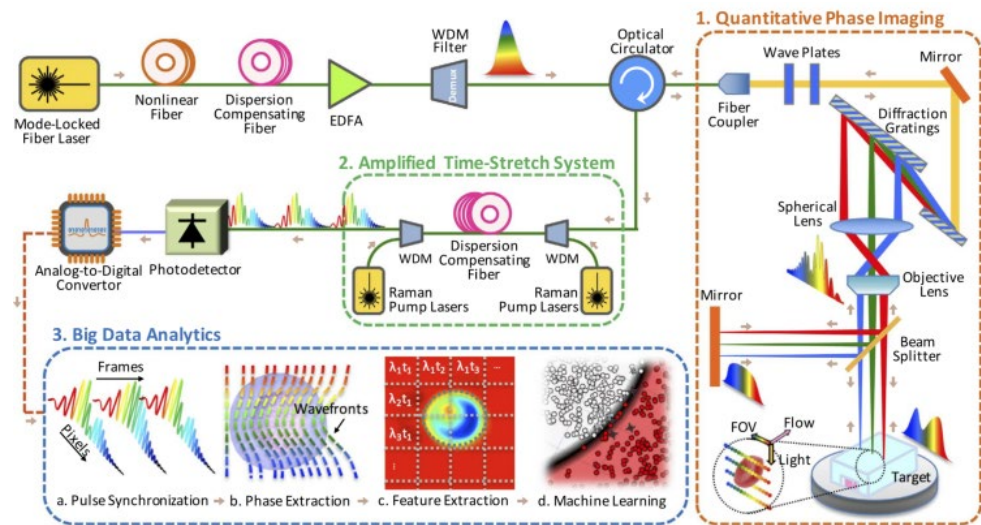 1. Quantitative Phase Imaging
WDM
Filter
Optical
Circulator
Wave Plates
Mirror
Demux
Nonlinear
Fiber
Dispersion
Compensating
Fiber
EDFA
Mode-Locked
Fiber Laser
Fiber
Coupler
Diffraction
Gratings
2. Amplified Time-Stretch System
Spherical
Lens
WDM
Dispersion
Compensating
Fiber
WDM
Analog-to-Digital
Convertor
Photodetector
Raman
Pump Lasers
Raman
Pump Lasers
Objective
Lens
Mirror
Beam
Splitter
3. Big Data Analytics
Frames
Pixels
Wavefronts
λ₁t₁ λ₁t₂ λ₁t₃ ...
λ₂t₁
λ₃t₁
⋮
FOV
Flow
Light
Target
a. Pulse Synchronization
b. Phase Extraction
c. Feature Extraction
d. Machine Learning